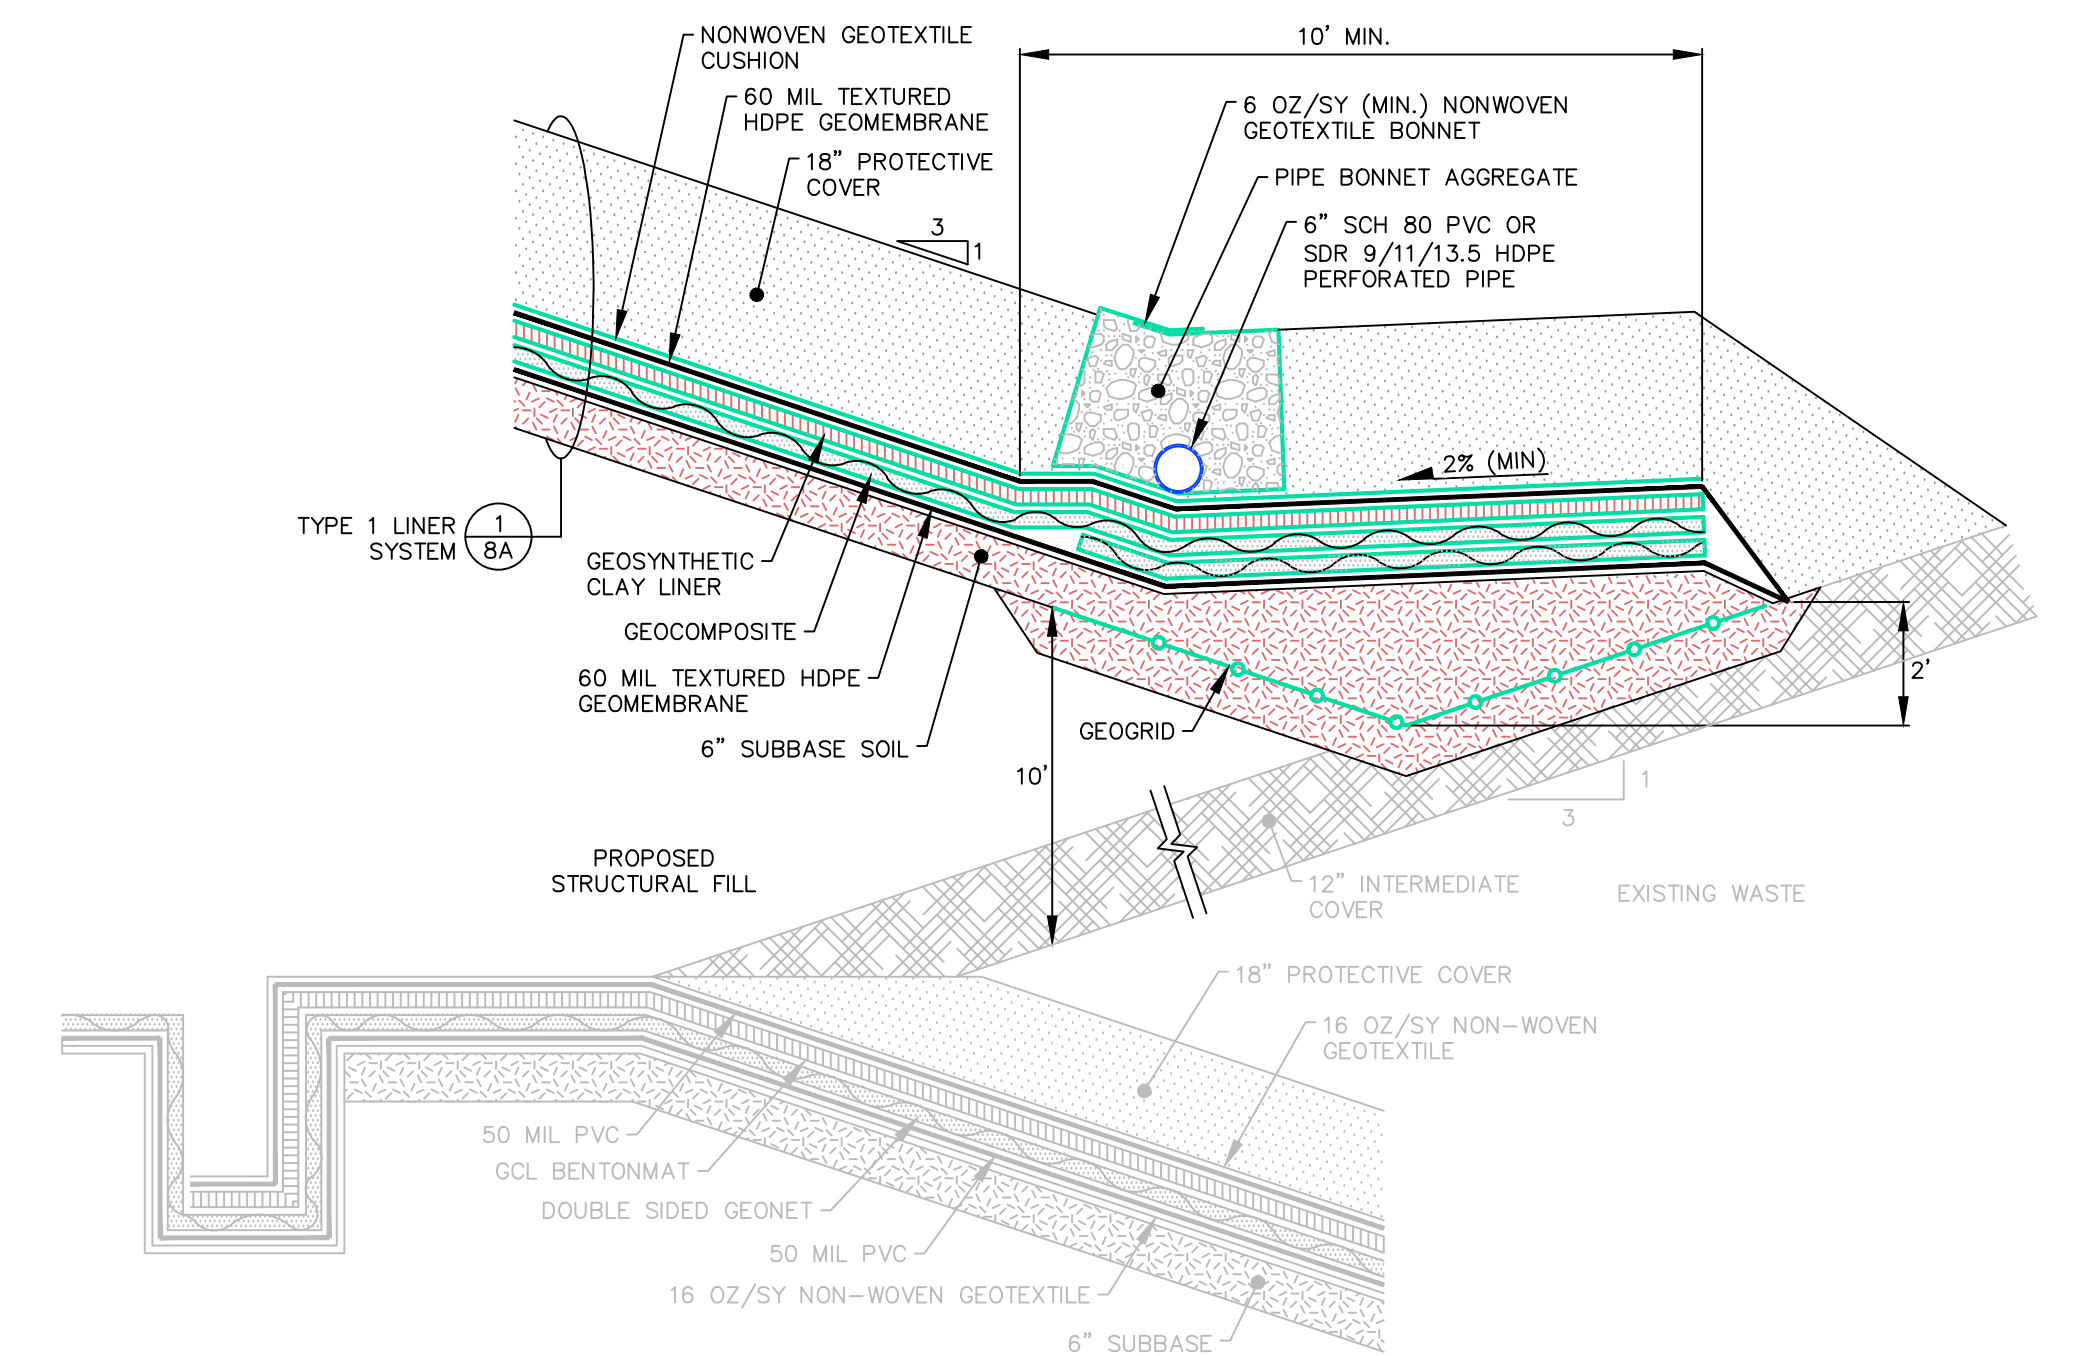 NONWOVEN GEOTEXTILE
CUSHION
10' MIN.
60 MIL TEXTURED
HDPE GEOMEMBRANE
6 OZ/SY (MIN.) NONWOVEN
GEOTEXTILE BONNET
18" PROTECTIVE
COVER
PIPE BONNET AGGREGATE
3
1
6" SCH 80 PVC OR
SDR 9/11/13.5 HDPE
PERFORATED PIPE
2% (MIN)
TYPE 1 LINER
SYSTEM
1
8A
GEOSYNTHETIC
CLAY LINER
GEOCOMPOSITE
60 MIL TEXTURED HDPE
GEOMEMBRANE
6" SUBBASE SOIL
GEOGRID
2'
10'
1
3
PROPOSED
STRUCTURAL FILL
12" INTERMEDIATE
COVER
EXISTING WASTE
18" PROTECTIVE COVER
16 OZ/SY NON-WOVEN
GEOTEXTILE
50 MIL PVC
GCL BENTONMAT
DOUBLE SIDED GEONET
50 MIL PVC
16 OZ/SY NON-WOVEN GEOTEXTILE
6" SUBBASE